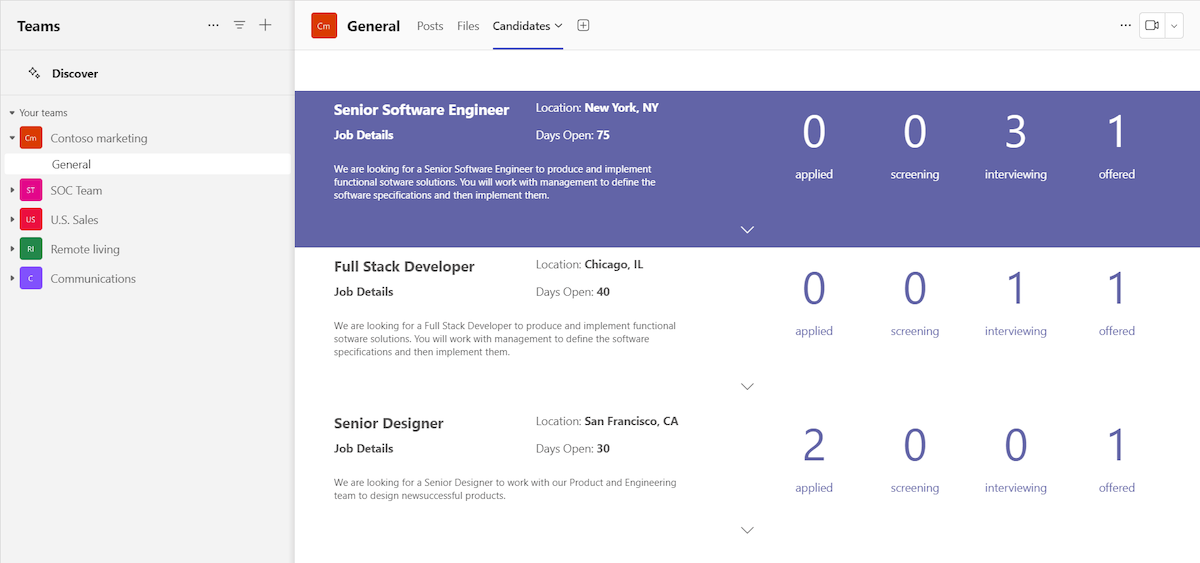 Teams
Discover
Your teams
Cm Contoso marketing
General
ST SOC Team
US U.S. Sales
RI Remote living
C Communications
Cm General Posts Files Candidates
Senior Software Engineer Location: New York, NY
Job Details Days Open: 75
We are looking for a Senior Software Engineer to produce and implement
functional sotware solutions. You will work with management to define the
software specifications and then implement them.
0 0 3 1
applied screening interviewing offered
Full Stack Developer Location: Chicago, IL
Job Details Days Open: 40
We are looking for a Full Stack Developer to produce and implement functional
sotware solutions. You will work with management to define the software
specifications and then implement them.
0 0 1 1
applied screening interviewing offered
Senior Designer Location: San Francisco, CA
Job Details Days Open: 30
We are looking for a Senior Designer to work with our Product and Engineering
team to design newsuccessful products.
2 0 0 1
applied screening interviewing offered